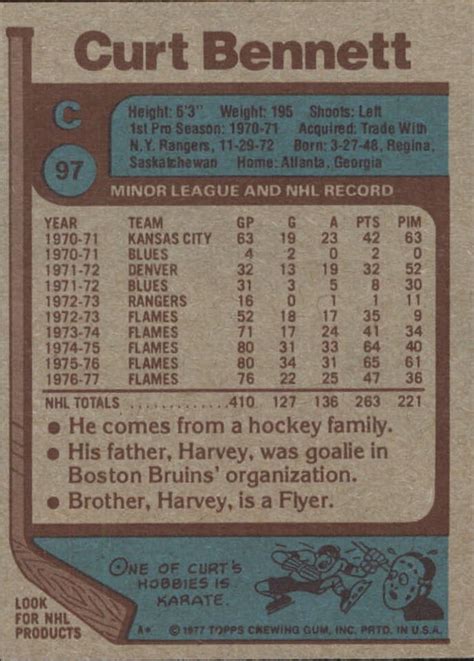 Curt Bennett
C
97
Height: 6'3" Weight: 195 Shoots: Left
1st Pro Season: 1970-71 Acquired: Trade With
N.Y. Rangers, 11-29-72 Born: 3-27-48, Regina,
Saskatchewan Home: Atlanta, Georgia
MINOR LEAGUE AND NHL RECORD
YEAR TEAM GP G A PTS PIM
1970-71 KANSAS CITY 63 19 23 42 63
1970-71 BLUES 4 2 0 2 0
1971-72 DENVER 32 13 19 32 52
1971-72 BLUES 31 3 5 8 30
1972-73 RANGERS 16 0 1 1 11
1972-73 FLAMES 52 18 17 35 9
1973-74 FLAMES 71 17 24 41 34
1974-75 FLAMES 80 31 33 64 40
1975-76 FLAMES 80 34 31 65 61
1976-77 FLAMES 76 22 25 47 36
NHL TOTALS 410 127 136 263 221
● He comes from a hockey family.
● His father, Harvey, was goalie in
Boston Bruins' organization.
● Brother, Harvey, is a Flyer.
ONE OF CURT'S
HOBBIES IS
KARATE.
LOOK
FOR NHL
PRODUCTS
A* © 1977 TOPPS CHEWING GUM, INC. PRTD. IN U.S.A.